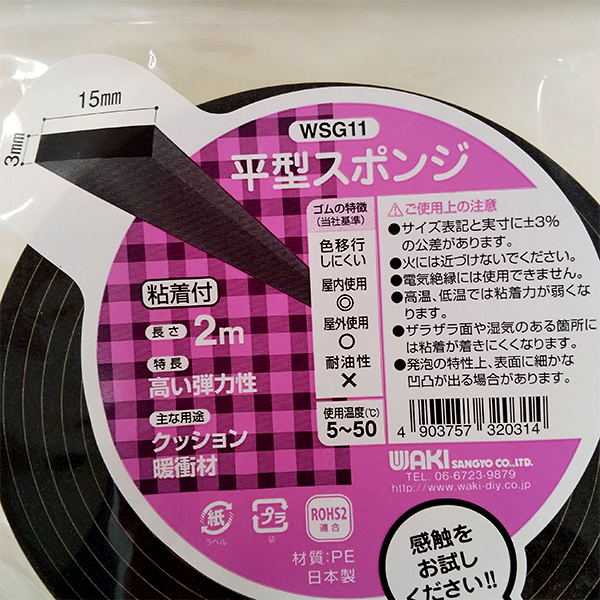 15mm
3mm
WSG11
平型スポンジ
粘着付
長さ 2m
特長
高い弾力性
主な用途
クッション
暖衝材
ゴムの特徴
(当社基準)
色移行
しにくい
屋内使用
◎
屋外使用
○
耐油性
×
使用温度(℃)
5~50
⚠ご使用上の注意
●サイズ表記と実寸に±3%
の公差があります。
●火には近づけないでください。
●電気絶縁には使用できません。
●高温、低温では粘着力が弱くな
ります。
●ザラザラ面や湿気のある箇所に
は粘着が着きにくくなります。
●発泡の特性上、表面に細かな
凹凸が出る場合があります。
4 903757 320314
WAKI SANGYO CO.,LTD.
TEL. 06-6723-9879
http://www.waki-diy.co.jp
紙
ラベル
プラ
袋
ROHS2
適合
材質:PE
日本製
感触を
お試し
ください!!